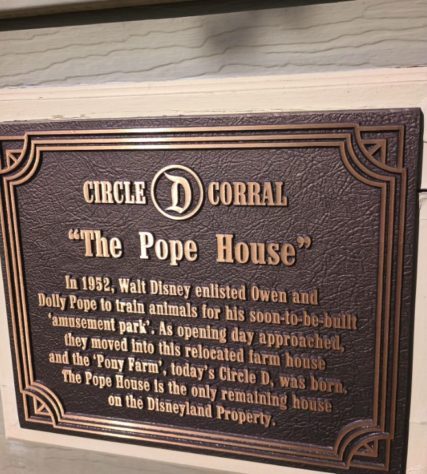 CIRCLE D CORRAL
“The Pope House”
In 1952, Walt Disney enlisted Owen and
Dolly Pope to train animals for his soon-to-be-built
‘amusement park’. As opening day approached,
they moved into this relocated farm house
and the ‘Pony Farm’, today’s Circle D, was born.
The Pope House is the only remaining house
on the Disneyland Property.